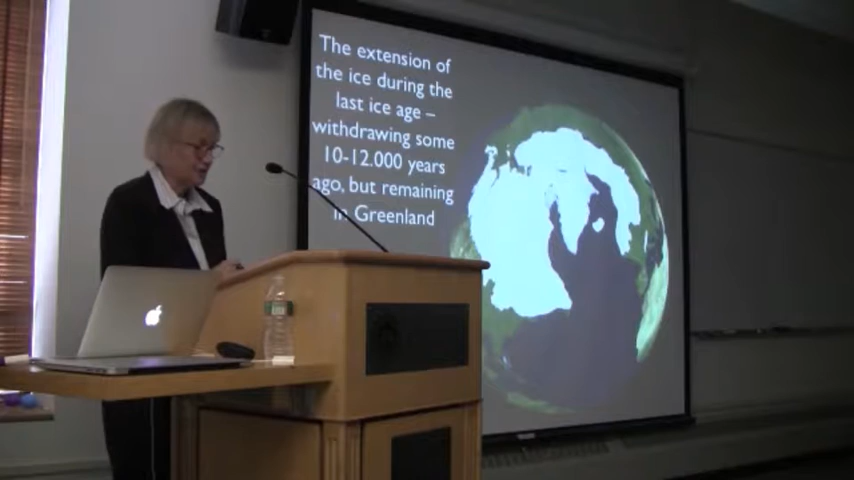 The extension of
the ice during the
last ice age –
withdrawing some
10-12.000 years
ago, but remaining
in Greenland